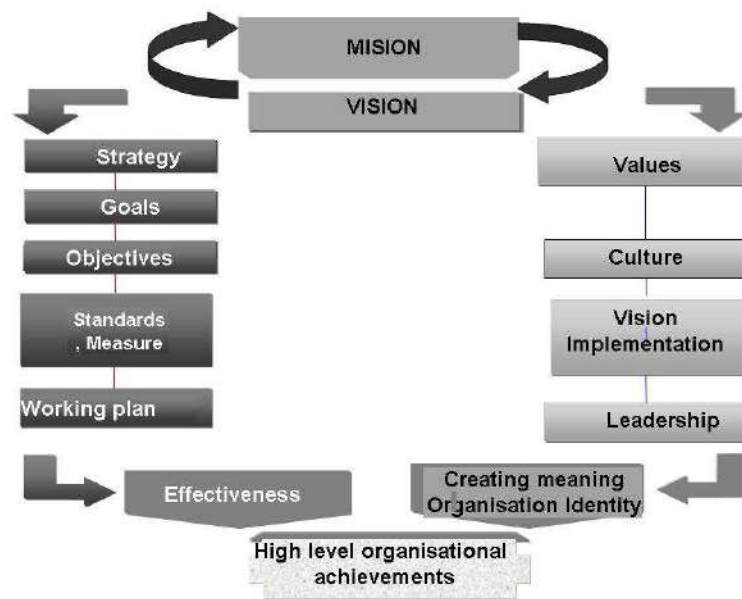 MISION
VISION
Strategy
Goals
Objectives
Standards
, Measure
Working plan
Values
Culture
Vision
Implementation
Leadership
Effectiveness
Creating meaning
Organisation Identity
High level organisational
achievements